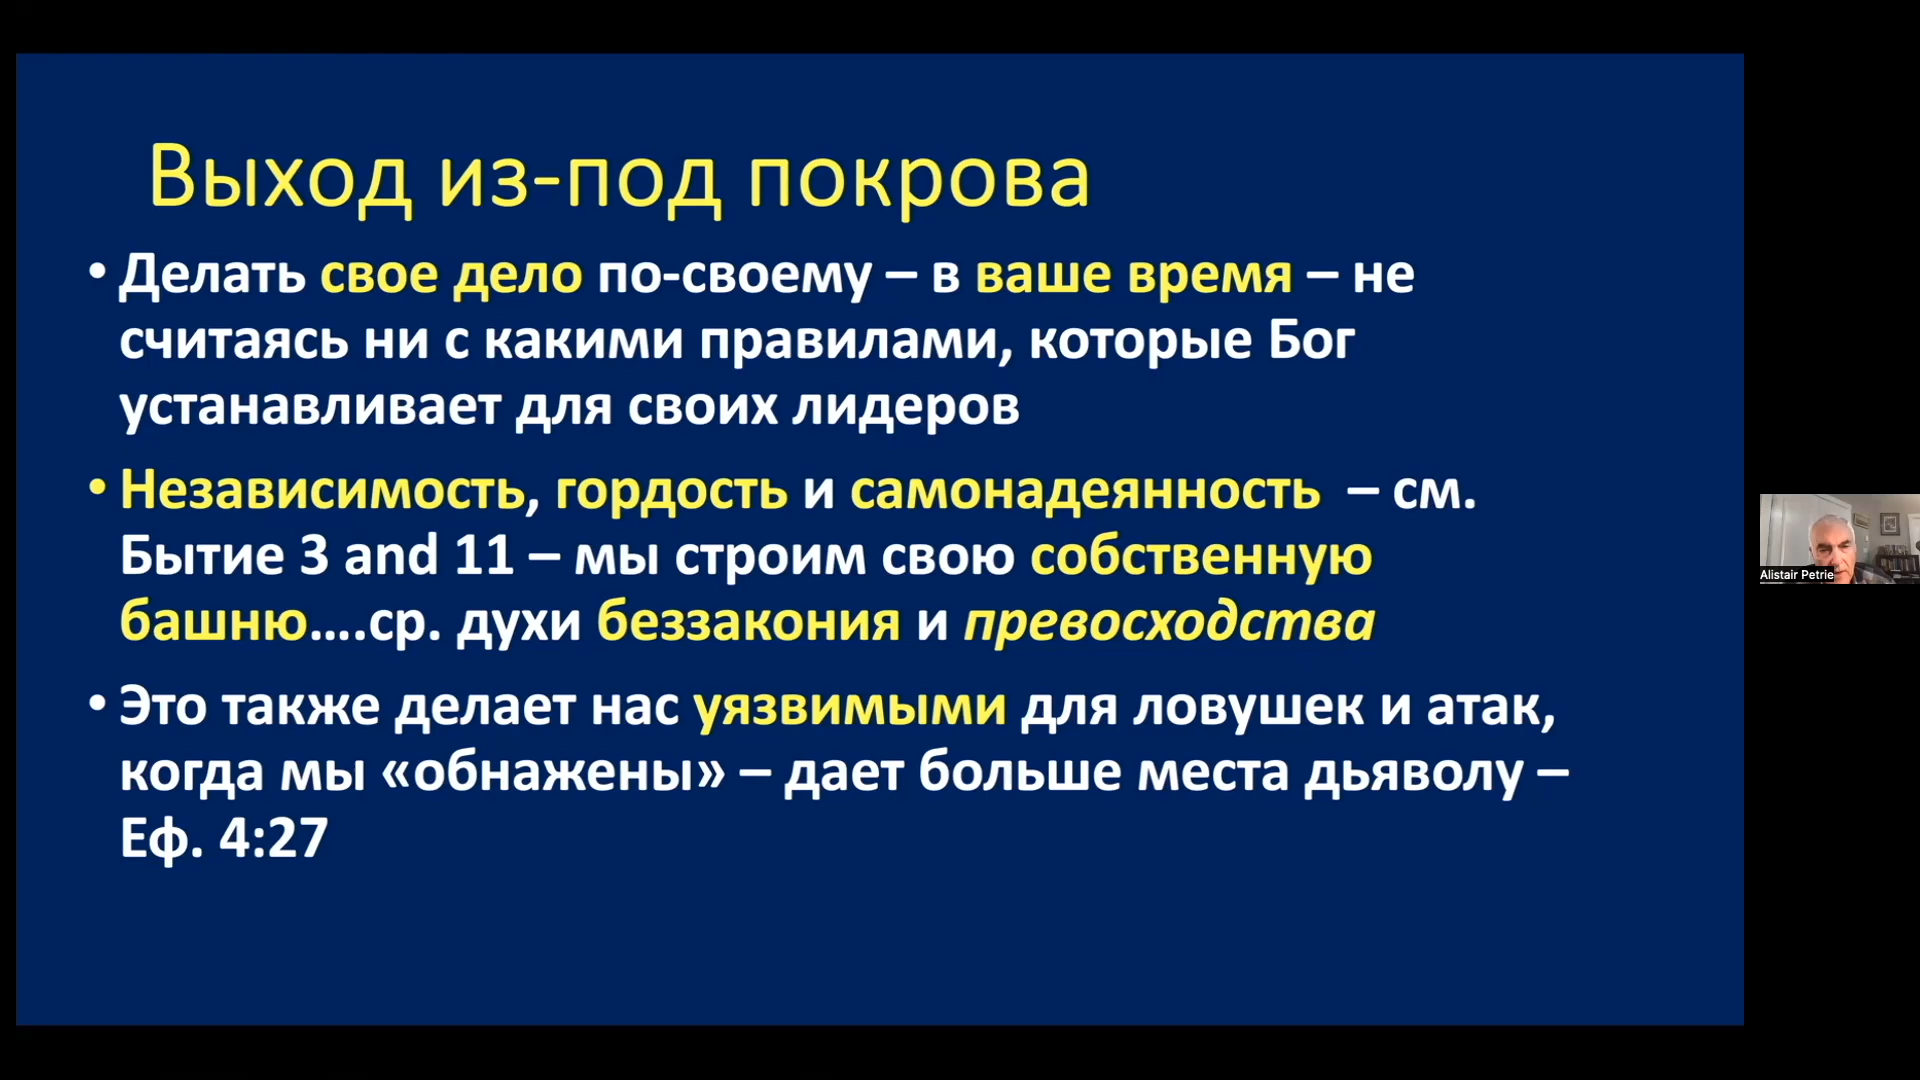 Выход из-под покрова
• Делать свое дело по-своему – в ваше время – не
считаясь ни с какими правилами, которые Бог
устанавливает для своих лидеров
• Независимость, гордость и самонадеянность – см.
Бытие 3 and 11 – мы строим свою собственную
башню....ср. духи беззакония и превосходства
• Это также делает нас уязвимыми для ловушек и атак,
когда мы «обнажены» – дает больше места дьяволу –
Еф. 4:27
Alistair Petrie